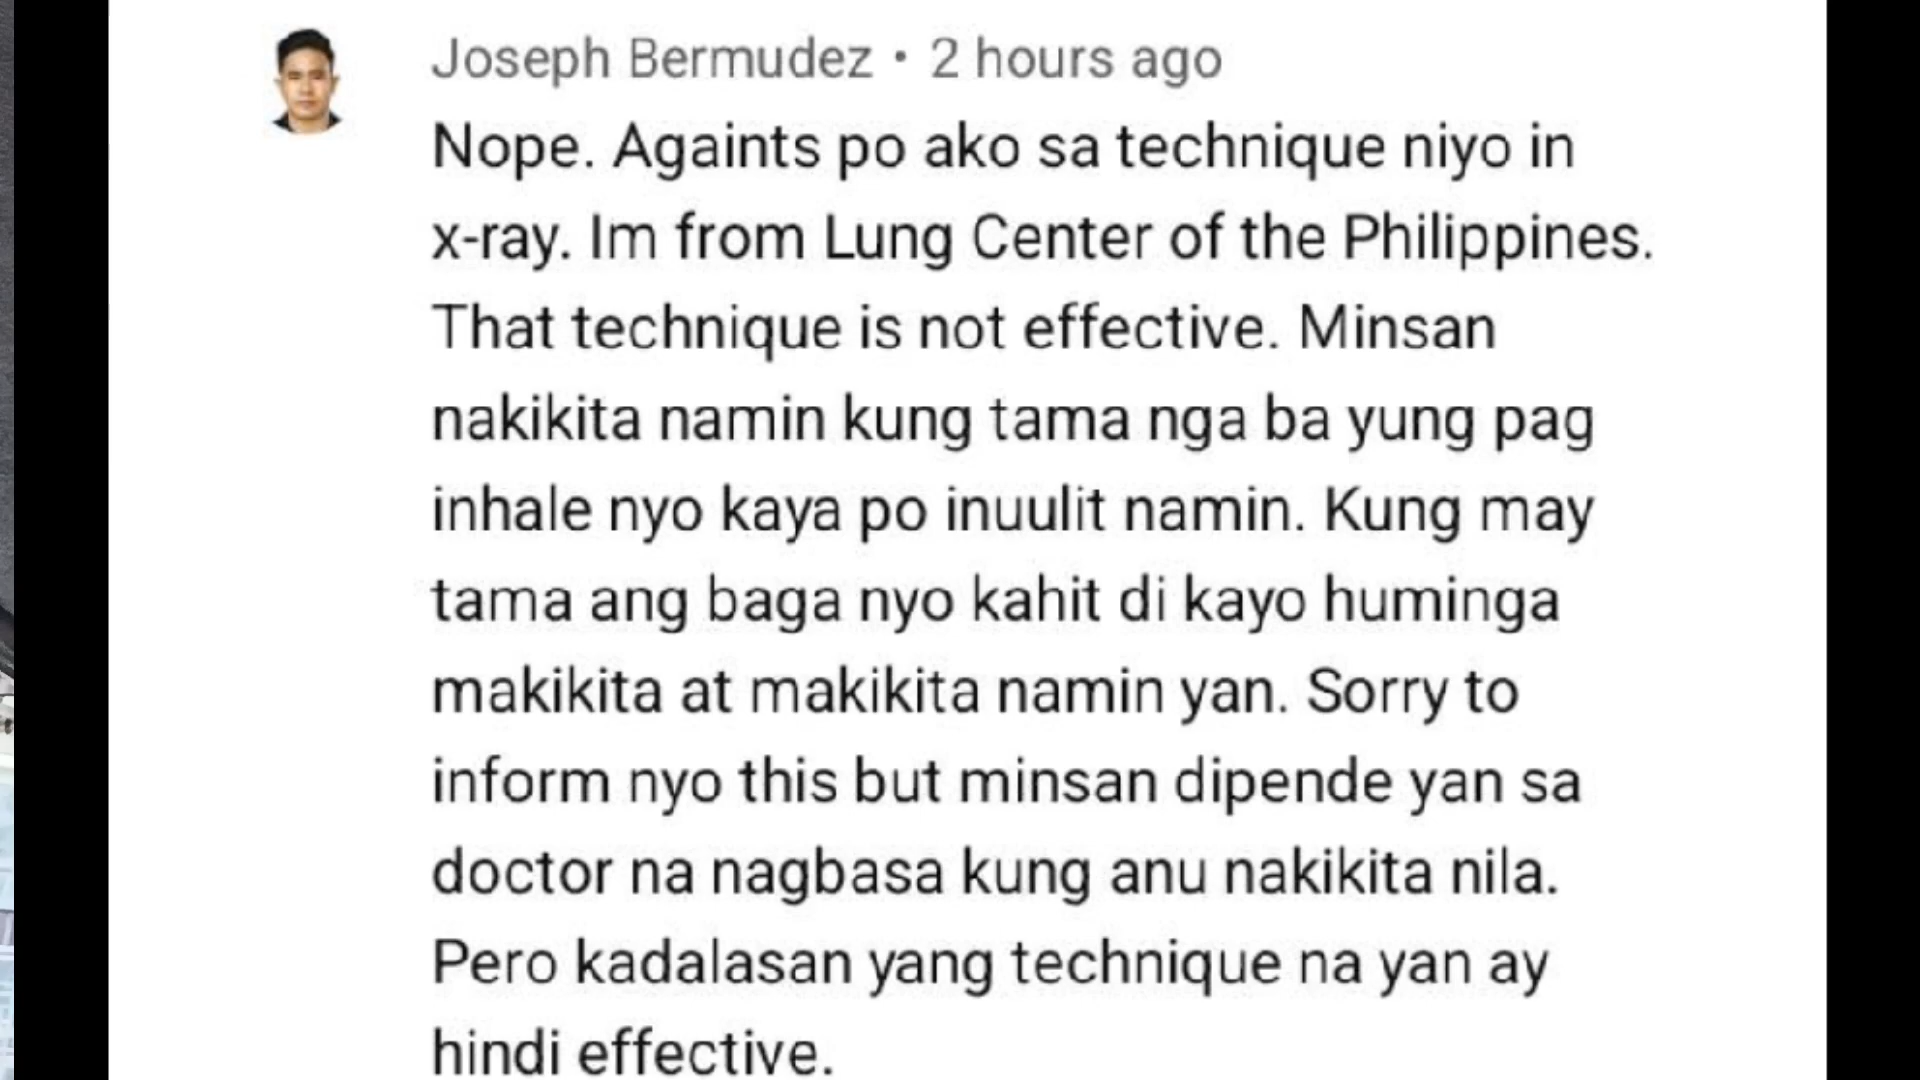 Joseph Bermudez • 2 hours ago
Nope. Againts po ako sa technique niyo in
x-ray. Im from Lung Center of the Philippines.
That technique is not effective. Minsan
nakikita namin kung tama nga ba yung pag
inhale nyo kaya po inuulit namin. Kung may
tama ang baga nyo kahit di kayo huminga
makikita at makikita namin yan. Sorry to
inform nyo this but minsan dipende yan sa
doctor na nagbasa kung anu nakikita nila.
Pero kadalasan yang technique na yan ay
hindi effective.